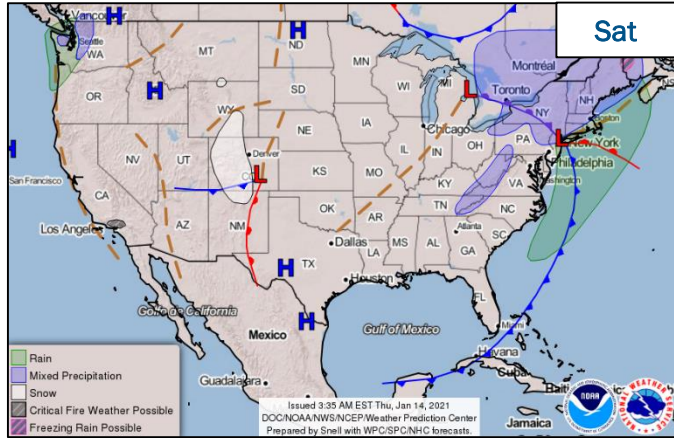 Sat
Vancouver
Seattle
WA
MT
ND
MN
Montréal
OR
ID
SD
WI
MI
Toronto
NH
NS
WY
NY
Chicago
NE
IA
PA
New York
NV
UT
Denver
IL
IN
OH
Philadelphia
San Francisco
CO
KS
MO
KY
VA
Washington
CA
Los Angeles
AZ
NM
OK
AR
TN
NC
Atlanta
SC
Dallas
MS
AL
GA
TX
LA
Houston
FL
Golfo de California
Mexico
Gulf of Mexico
Miami
Havana
Cuba
Guadalajara
Jamaica
H
H
H
H
H
L
L
L
Rain
Mixed Precipitation
Snow
Critical Fire Weather Possible
Freezing Rain Possible
Issued 3:35 AM EST Thu, Jan 14, 2021
DOC/NOAA/NWS/NCEP/Weather Prediction Center
Prepared by Snell with WPC/SPC/NHC forecasts.
NOAA
NATIONAL WEATHER SERVICE